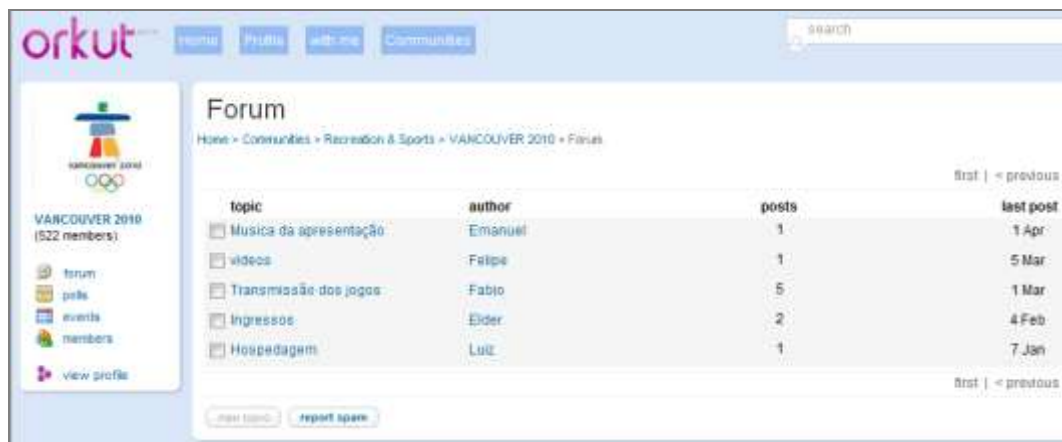 orkut Home Profile with me Communities search
Forum
Home > Communities > Recreation & Sports > VANCOUVER 2010 > Forum
first | < previous
topic author posts last post
Musica da apresentação Emanuel 1 1 Apr
videos Felipe 1 5 Mar
Transmissão dos jogos Fabio 5 1 Mar
Ingressos Elder 2 4 Feb
Hospedagem Luiz 1 7 Jan
first | < previous
new topic report spam
vancouver 2010
VANCOUVER 2010
(522 members)
forum
polls
events
members
view profile